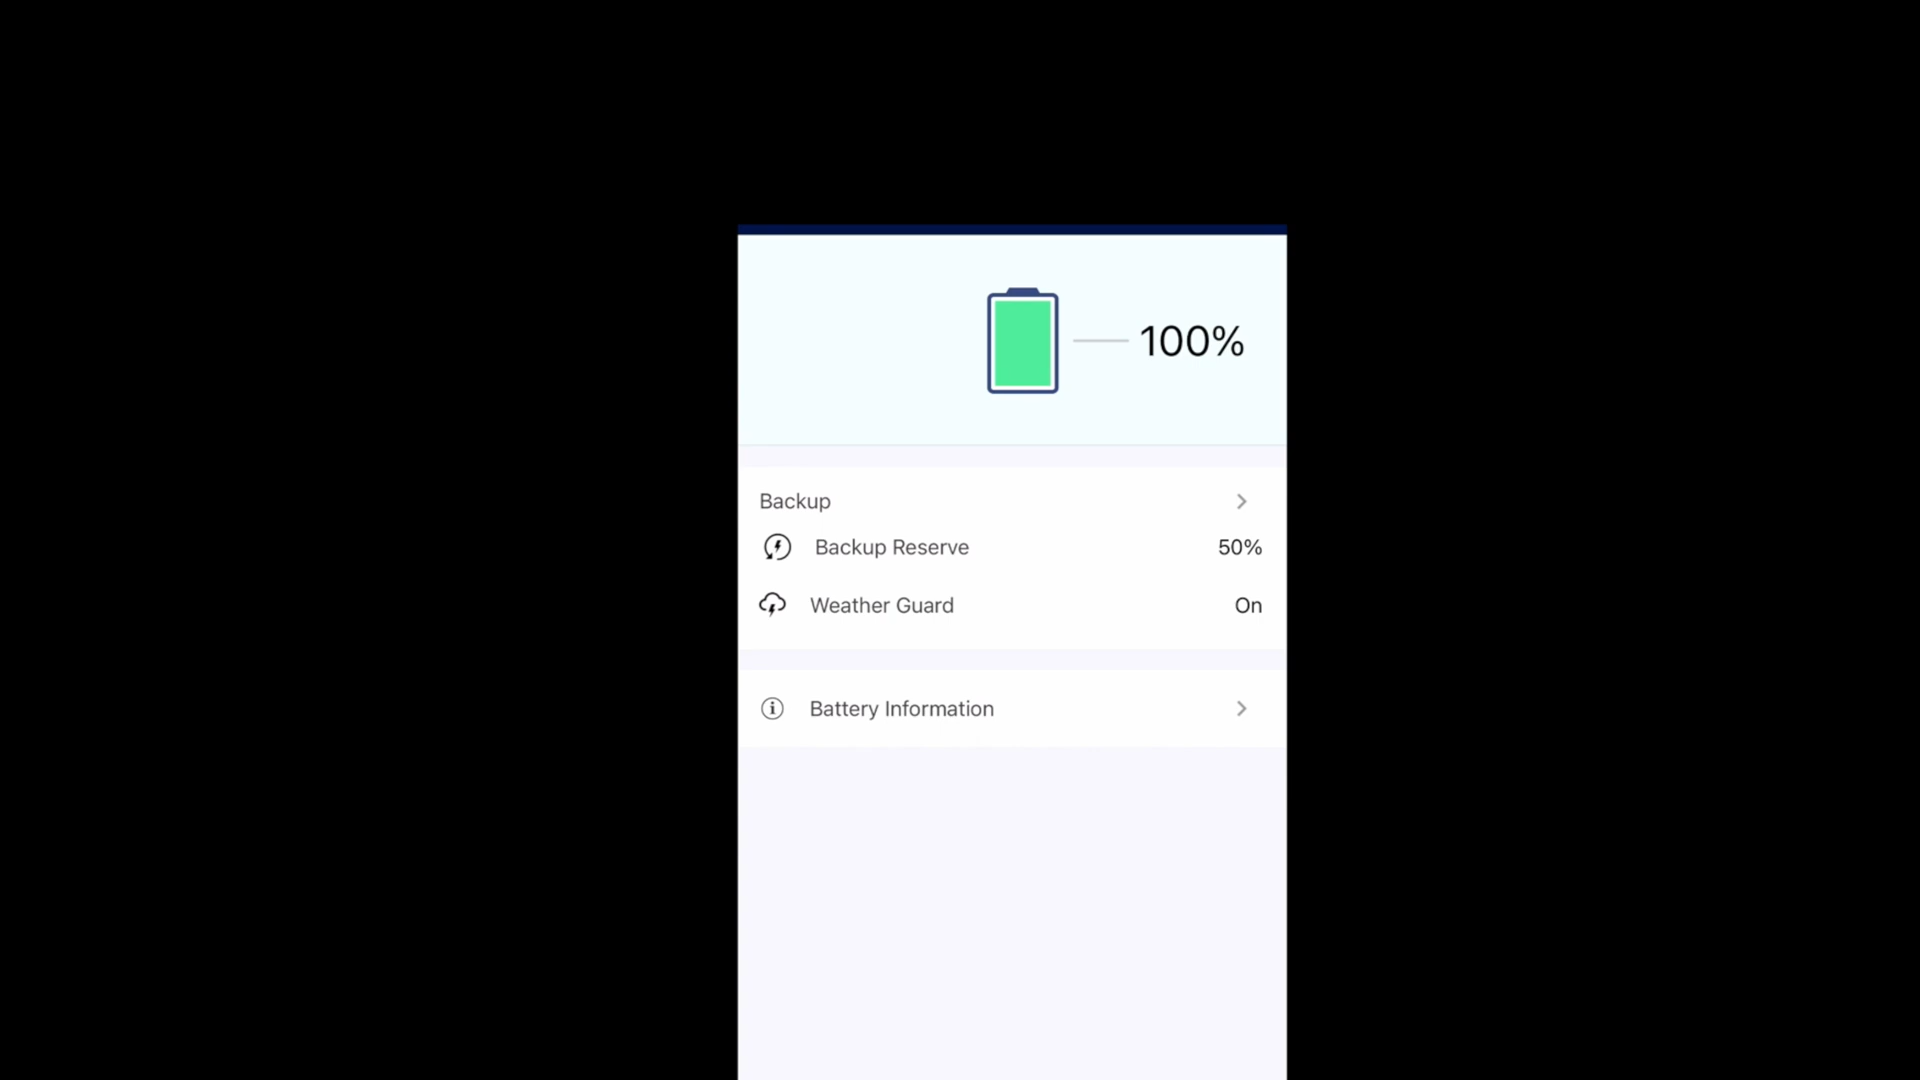 100%
Backup
Backup Reserve 50%
Weather Guard On
Battery Information